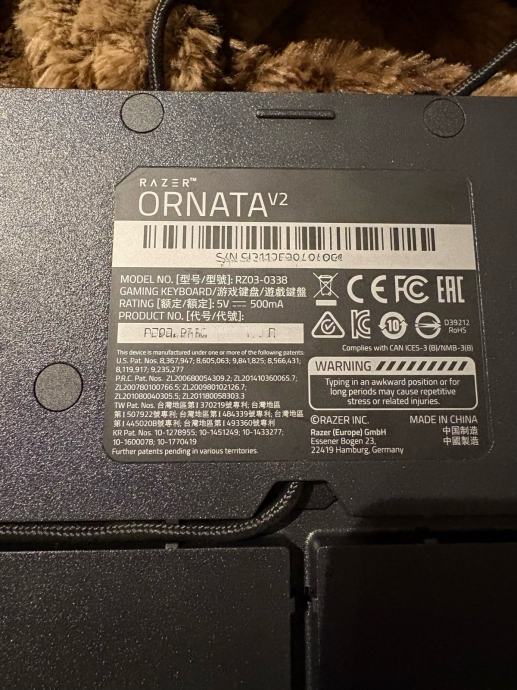 RAZER™
ORNATA V2
S/N
MODEL NO. [型号/型號]: RZ03-0338
GAMING KEYBOARD/游戏键盘/遊戲鍵盤
RATING [额定/額定]: 5V⎓ 500mA
PRODUCT NO. [代号/代號]:
This device is manufactured under one or more of the following patents:
U.S. Pat. Nos. 8,367,947; 8,605,063; 9,841,825; 8,566,431;
8,119,917; 9,235,277
P.R.C. Pat. Nos. ZL200680054309.2; ZL201410360065.7;
ZL200780100766.5; ZL200980102126.7;
ZL201080040305.5; ZL201180058303.3
TW Pat. Nos. 台灣地區第I 370219號專利; 台灣地區
第I 507922號專利; 台灣地區第I 484339號專利; 台灣地區
第I 445020B號專利; 台灣地區第I 493360號專利
KR Pat. Nos. 10-1278955; 10-1451249; 10-1433277;
10-1600078; 10-1770419
Further patents pending in various territories.
CE FC EAC
10
D39212
RoHS
Complies with CAN ICES-3 (B)/NMB-3(B)
WARNING
Typing in an awkward position or for
long periods may cause repetitive
stress or related injuries.
©RAZER INC.
Razer (Europe) GmbH
Essener Bogen 23,
22419 Hamburg, Germany
MADE IN CHINA
中国制造
中國製造